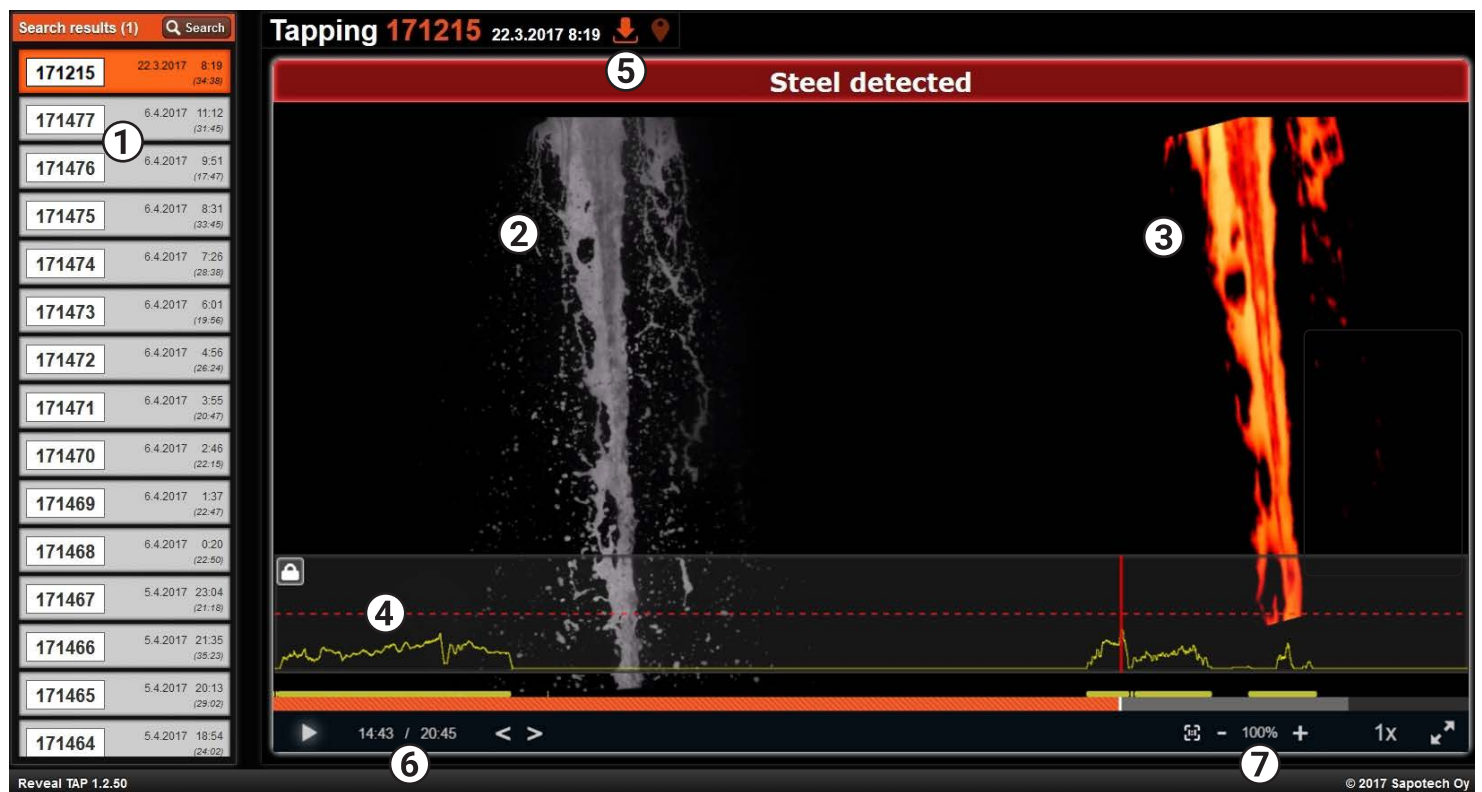 Search results (1) Search
171215 22.3.2017 8:19
(34:38)
171477 6.4.2017 11:12
(31:45)
171476 6.4.2017 9:51
(17:47)
171475 6.4.2017 8:31
(33:45)
171474 6.4.2017 7:26
(28:38)
171473 6.4.2017 6:01
(19:56)
171472 6.4.2017 4:56
(26:24)
171471 6.4.2017 3:55
(20:47)
171470 6.4.2017 2:46
(22:15)
171469 6.4.2017 1:37
(22:47)
171468 6.4.2017 0:20
(22:50)
171467 5.4.2017 23:04
(21:18)
171466 5.4.2017 21:35
(35:23)
171465 5.4.2017 20:13
(29:02)
171464 5.4.2017 18:54
(24:02)
1
Tapping 171215 22.3.2017 8:19
5
Steel detected
2
3
4
14:43 / 20:45 < > - 100% + 1x
6
7
Reveal TAP 1.2.50
© 2017 Sapotech Oy